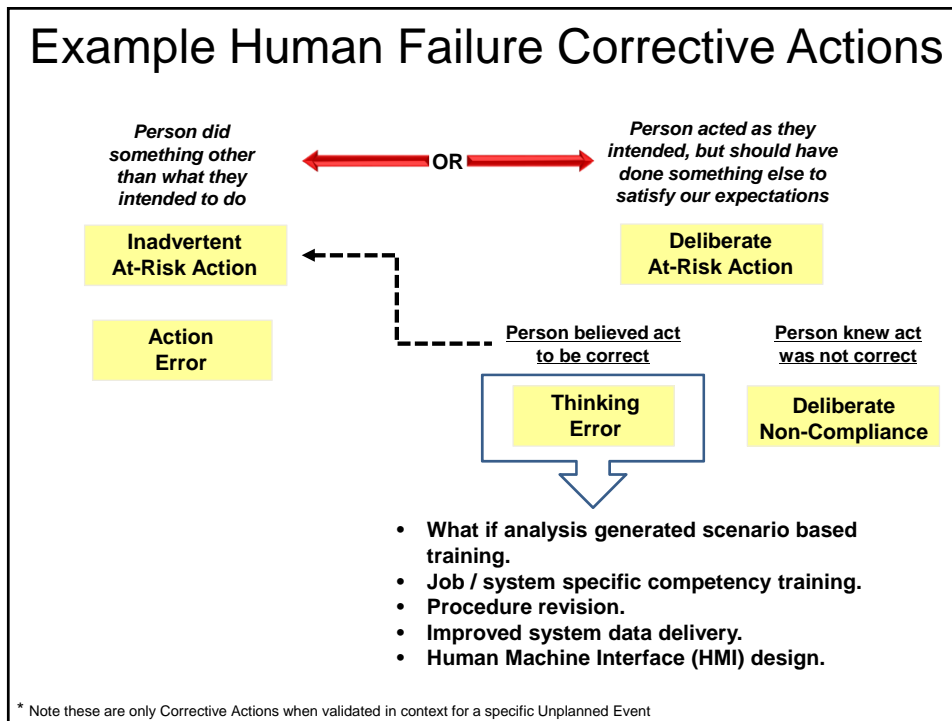 Example Human Failure Corrective Actions
Person did
something other
than what they
intended to do
OR
Person acted as they
intended, but should have
done something else to
satisfy our expectations
Inadvertent
At-Risk Action
Deliberate
At-Risk Action
Action
Error
Person believed act
to be correct
Person knew act
was not correct
Thinking
Error
Deliberate
Non-Compliance
• What if analysis generated scenario based
training.
• Job / system specific competency training.
• Procedure revision.
• Improved system data delivery.
• Human Machine Interface (HMI) design.
* Note these are only Corrective Actions when validated in context for a specific Unplanned Event